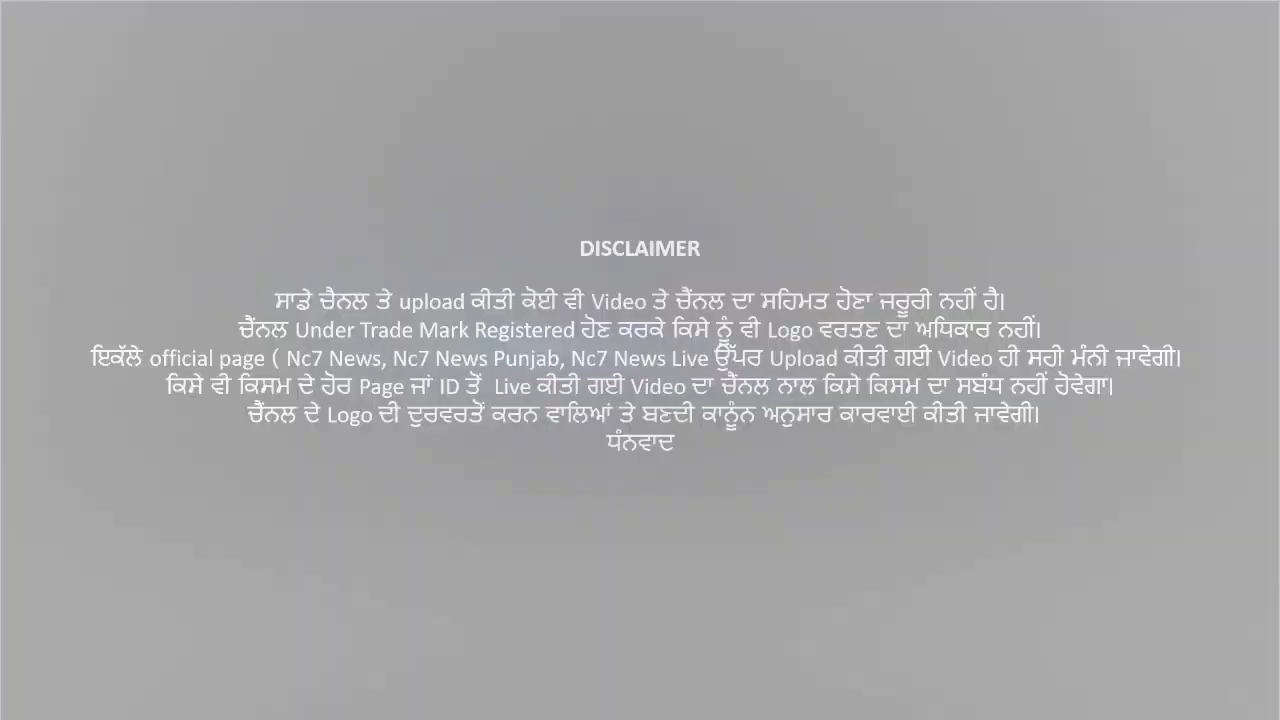 DISCLAIMER
ਸਾਡੇ ਚੈਨਲ ਤੇ upload ਕੀਤੀ ਕੋਈ ਵੀ Video ਤੇ ਚੈੱਨਲ ਦਾ ਸਹਿਮਤ ਹੋਣਾ ਜਰੂਰੀ ਨਹੀਂ ਹੈ।
ਚੈੱਨਲ Under Trade Mark Registered ਹੋਣ ਕਰਕੇ ਕਿਸੇ ਨੂੰ ਵੀ Logo ਵਰਤਣ ਦਾ ਅਧਿਕਾਰ ਨਹੀਂ।
ਇਕੱਲੇ official page ( Nc7 News, Nc7 News Punjab, Nc7 News Live ਉੱਪਰ Upload ਕੀਤੀ ਗਈ Video ਹੀ ਸਹੀ ਮੰਨੀ ਜਾਵੇਗੀ।
ਕਿਸੇ ਵੀ ਕਿਸਮ ਦੇ ਹੋਰ Page ਜਾਂ ID ਤੋਂ Live ਕੀਤੀ ਗਈ Video ਦਾ ਚੈੱਨਲ ਨਾਲ ਕਿਸੇ ਕਿਸਮ ਦਾ ਸਬੰਧ ਨਹੀਂ ਹੋਵੇਗਾ।
ਚੈੱਨਲ ਦੇ Logo ਦੀ ਦੁਰਵਰਤੋਂ ਕਰਨ ਵਾਲਿਆਂ ਤੇ ਬਣਦੀ ਕਾਨੂੰਨ ਅਨੁਸਾਰ ਕਾਰਵਾਈ ਕੀਤੀ ਜਾਵੇਗੀ।
ਧੰਨਵਾਦ